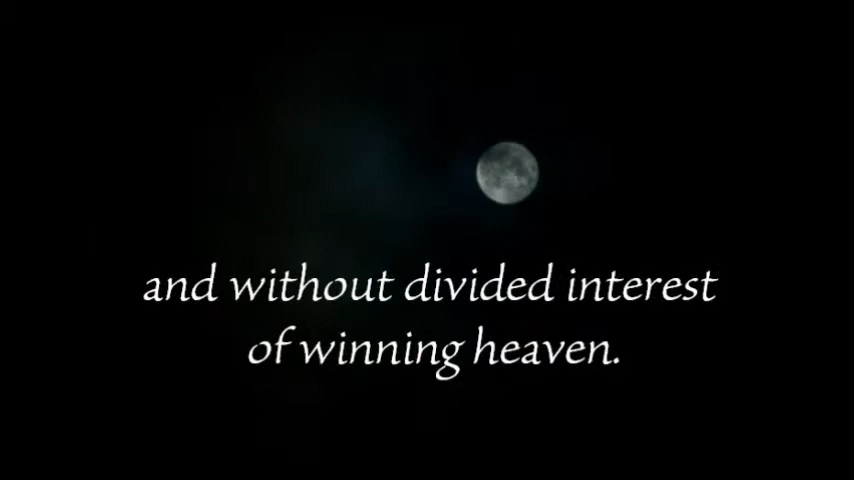 and without divided interest
of winning heaven.